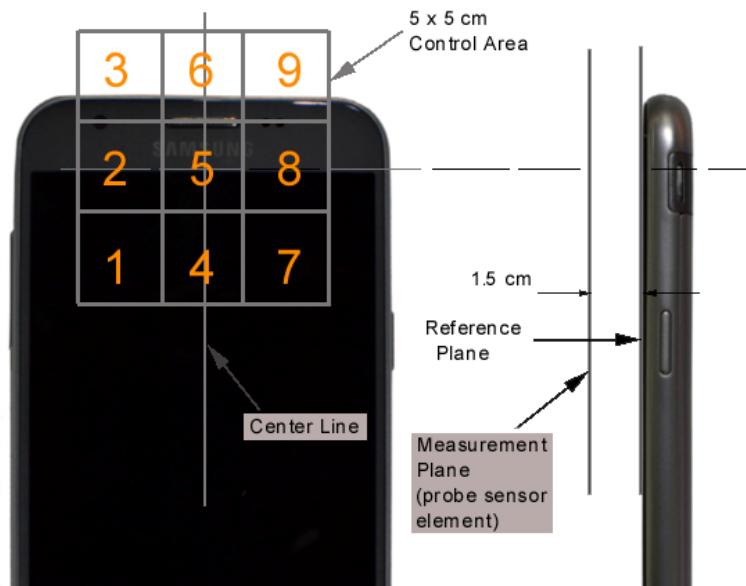 5 x 5 cm
Control Area
3 6 9
SAMSUNG
2 5 8
1 4 7
1.5 cm
Reference
Plane
Center Line
Measurement
Plane
(probe sensor
element)